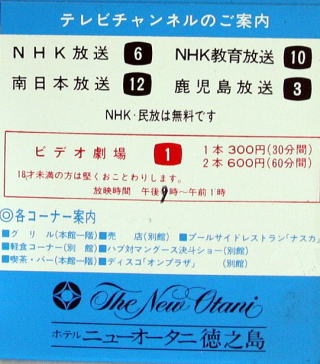 テレビチャンネルのご案内
NHK放送 6 NHK教育放送 10
南日本放送 12 鹿児島放送 3
NHK·民放は無料です
ビデオ劇場 1 1本300円(30分間)
2本600円(60分間)
18才未満の方は堅くおことわりします。
放映時間 午後9時～午前1時
◎各コーナー案内
■グリル(本館一階)■売 店(別館) ■プールサイドレストラン「ナスカ」
■軽食コーナー(別 館) ■ハブ対マングース決斗ショー(別館)
■喫茶・バー(本館一階)■ディスコ「オンプラザ」 (別館)
The New Otani
ホテル ニューオータニ徳之島